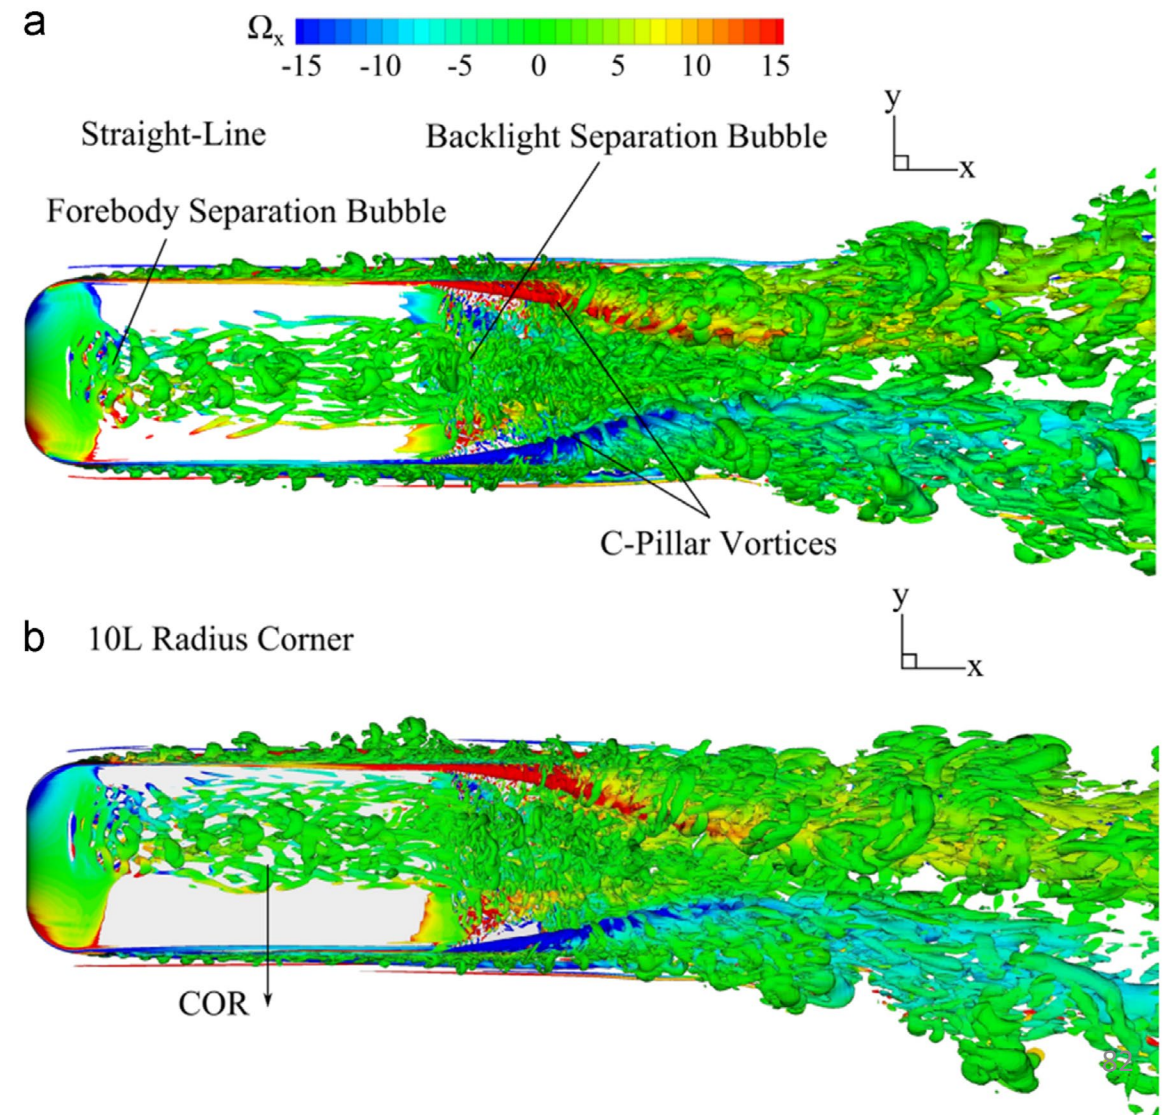 a
Ωx
-15 -10 -5 0 5 10 15
y
x
Straight-Line
Backlight Separation Bubble
Forebody Separation Bubble
C-Pillar Vortices
b
10L Radius Corner
y
x
COR
82